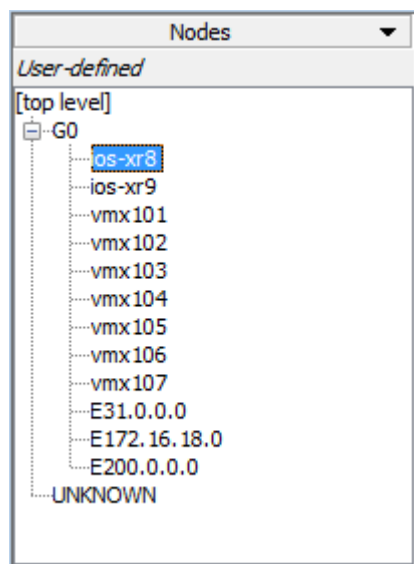 Nodes
User-defined
[top level]
G0
ios-xr8
ios-xr9
vmx101
vmx102
vmx103
vmx104
vmx105
vmx106
vmx107
E31.0.0.0
E172.16.18.0
E200.0.0.0
UNKNOWN